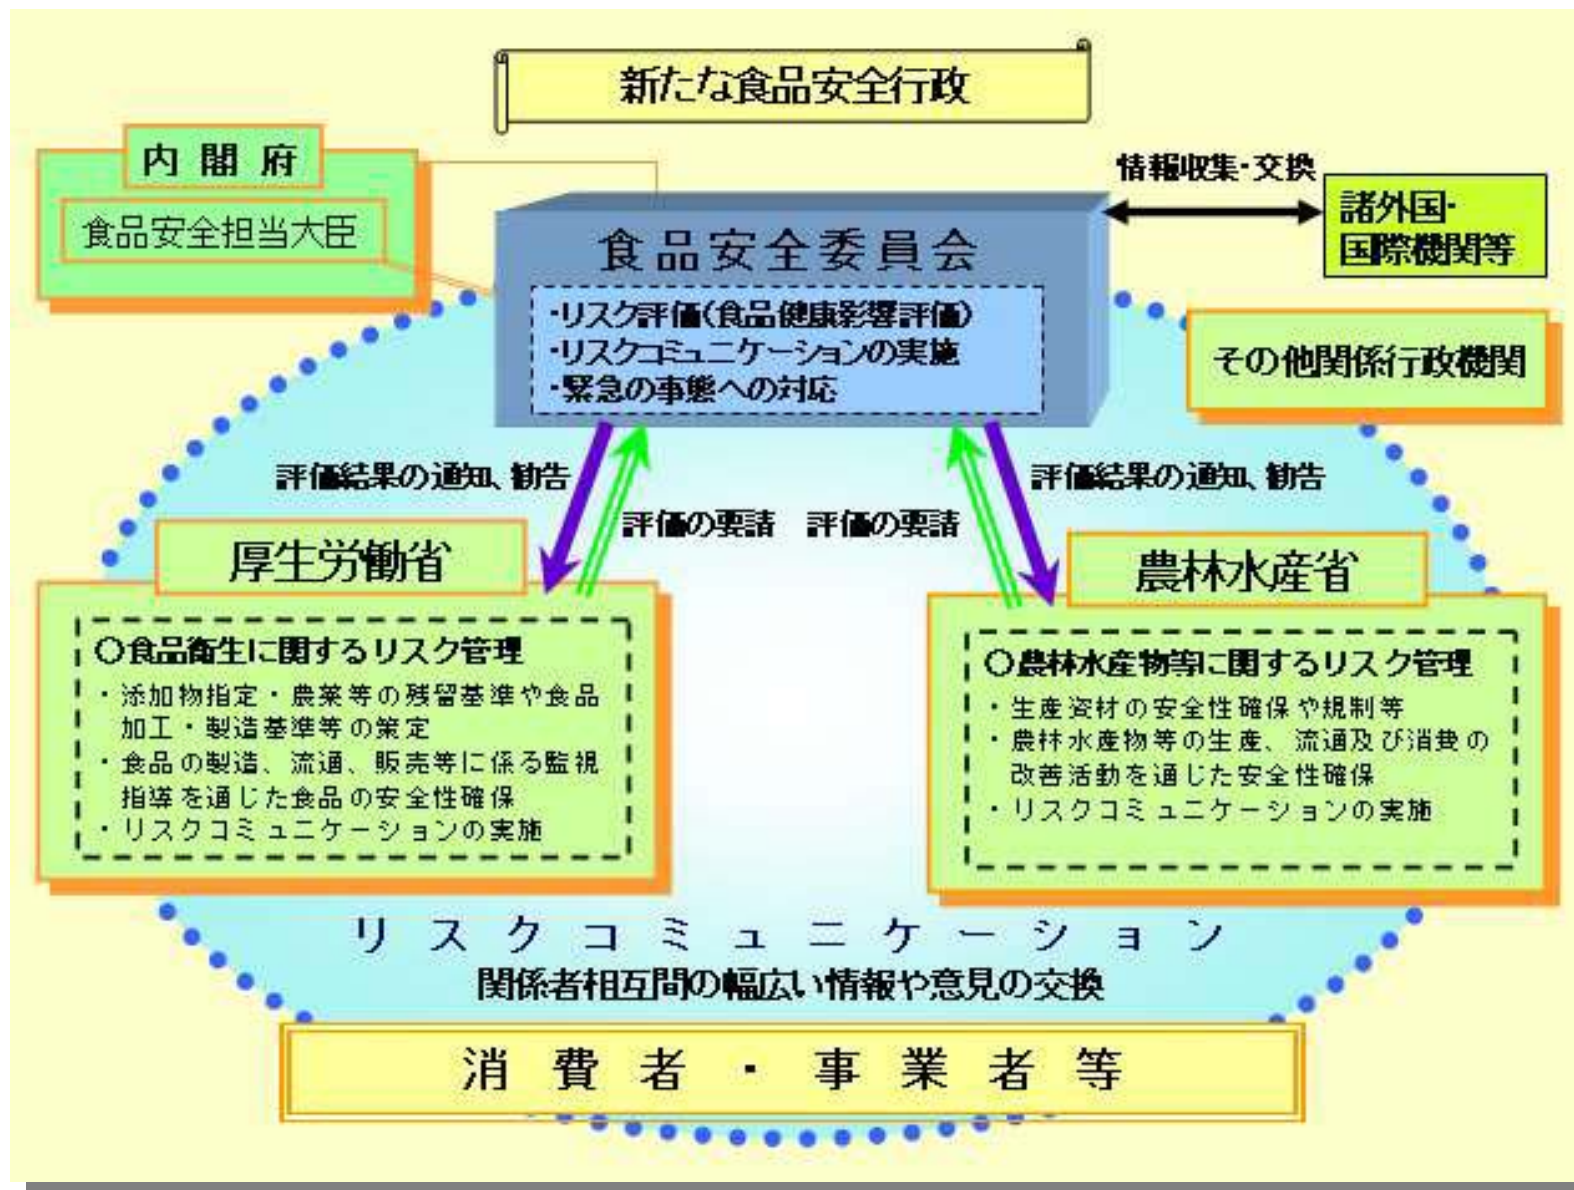 新たな食品安全行政
内閣府
食品安全担当大臣
情報収集・交換
諸外国・
国際機関等
食品安全委員会
・リスク評価(食品健康影響評価)
・リスクコミュニケーションの実施
・緊急の事態への対応
その他関係行政機関
評価結果の通知、勧告
評価の要請
評価の要請
評価結果の通知、勧告
厚生労働省
〇食品衛生に関するリスク管理
・添加物指定・農薬等の残留基準や食品
加工・製造基準等の策定
・食品の製造、流通、販売等に係る監視
指導を通じた食品の安全性確保
・リスクコミュニケーションの実施
農林水産省
〇農林水産物等に関するリスク管理
・生産資材の安全性確保や規制等
・農林水産物等の生産、流通及び消費の
改善活動を通じた安全性確保
・リスクコミュニケーションの実施
リスクコミュニケーション
関係者相互間の幅広い情報や意見の交換
消費者・事業者等